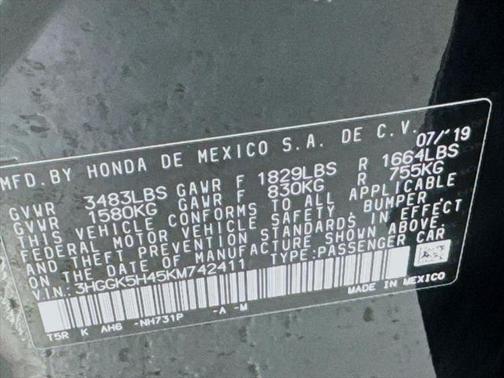 MFD. BY HONDA DE MEXICO S.A. DE C.V. 07/'19
GVWR 3483LBS GAWR F 1829LBS R 1664LBS
GVWR 1580KG GAWR F 830KG R 755KG
THIS VEHICLE CONFORMS TO ALL APPLICABLE
FEDERAL MOTOR VEHICLE SAFETY, BUMPER
AND THEFT PREVENTION STANDARDS IN EFFECT
ON THE DATE OF MANUFACTURE SHOWN ABOVE.
VIN: 3HGGK5H45KM742411 TYPE: PASSENGER CAR
MADE IN MEXICO
T5R K AH6 -NH731P -A -M